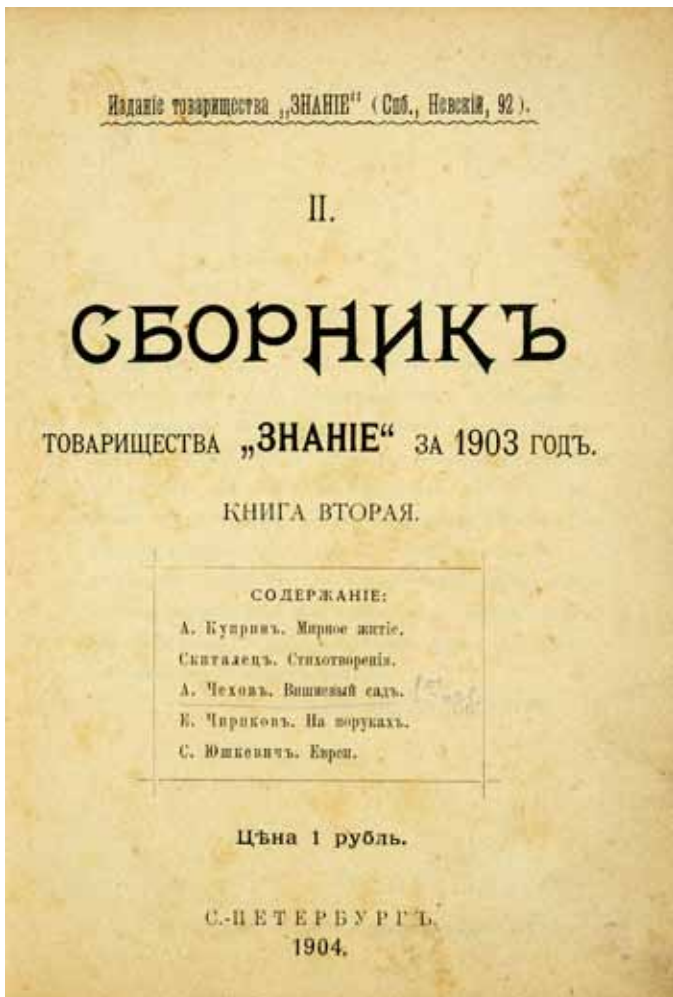 Изданіе товарищества „ЗНАНІЕ“ (Спб., Невскій, 92).
II.
СБОРНИКЪ
ТОВАРИЩЕСТВА „ЗНАНІЕ“ ЗА 1903 ГОДЪ.
КНИГА ВТОРАЯ.
СОДЕРЖАНІЕ:
А. Купринъ. Мирное житіе.
Скиталецъ. Стихотворенія.
А. Чеховъ. Вишневый садъ.
Е. Чириковъ. На порукахъ.
С. Юшкевичъ. Евреи.
Цѣна 1 рубль.
С.-ПЕТЕРБУРГЪ.
1904.